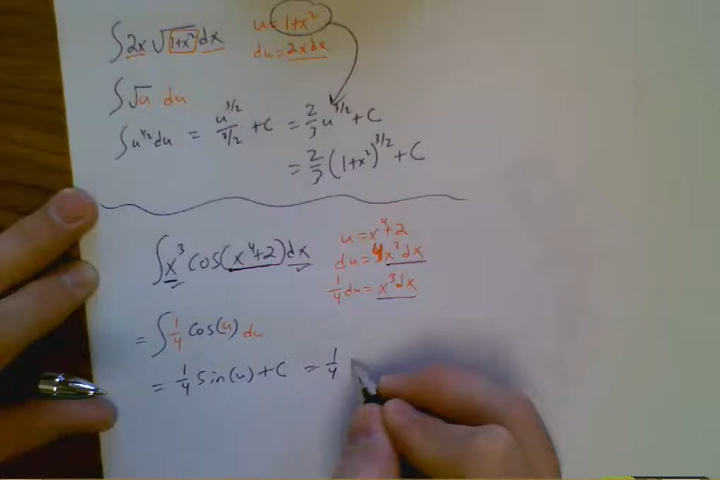 ∫ 2x √(1+x²) dx    u = 1+x²
du = 2x dx
∫ √u du
∫ u^(1/2) du = u^(3/2) / (3/2) + C = 2/3 u^(3/2) + C
= 2/3 (1+x²)^(3/2) + C
∫ x³ cos(x⁴+2) dx    u = x⁴+2
du = 4x³ dx
1/4 du = x³ dx
= ∫ 1/4 cos(u) du
= 1/4 sin(u) + C = 1/4